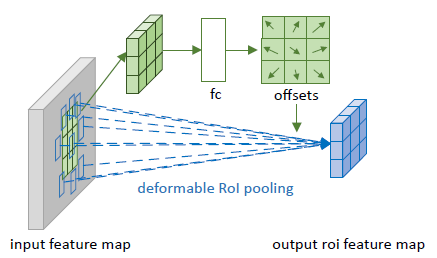 fc
offsets
deformable RoI pooling
input feature map
output roi feature map